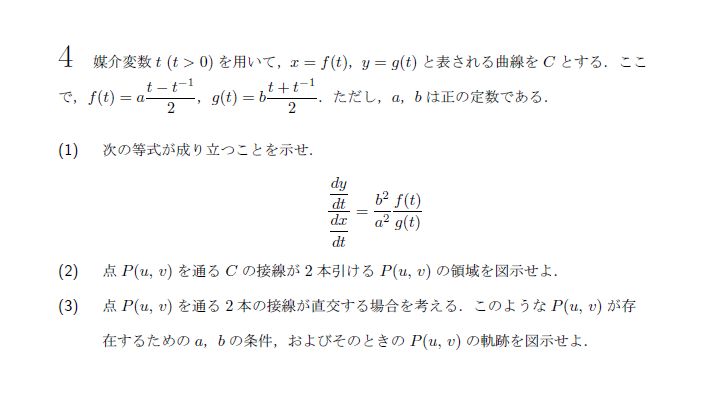 4 媒介変数 t (t > 0) を用いて，x = f(t)，y = g(t) と表される曲線を C とする．ここ
で，f(t) = a\frac{t − t^{−1}}{2}，g(t) = b\frac{t + t^{−1}}{2}．ただし，a，b は正の定数である．
(1) 次の等式が成り立つことを示せ．
\frac{\frac{dy}{dt}}{\frac{dx}{dt}} = \frac{b^2}{a^2}\frac{f(t)}{g(t)}
(2) 点 P(u, v) を通る C の接線が 2 本引ける P(u, v) の領域を図示せよ．
(3) 点 P(u, v) を通る 2 本の接線が直交する場合を考える．このような P(u, v) が存
在するための a，b の条件，およびそのときの P(u, v) の軌跡を図示せよ．